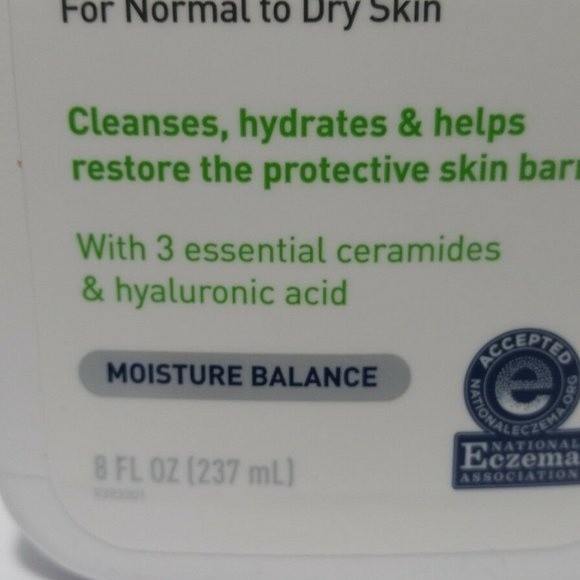 For Normal to Dry Skin
Cleanses, hydrates & helps
restore the protective skin barri
With 3 essential ceramides
& hyaluronic acid
MOISTURE BALANCE
ACCEPTED
NATIONALECZEMA.ORG
e
NATIONAL
Eczema
ASSOCIATION
8 FL OZ (237 mL)